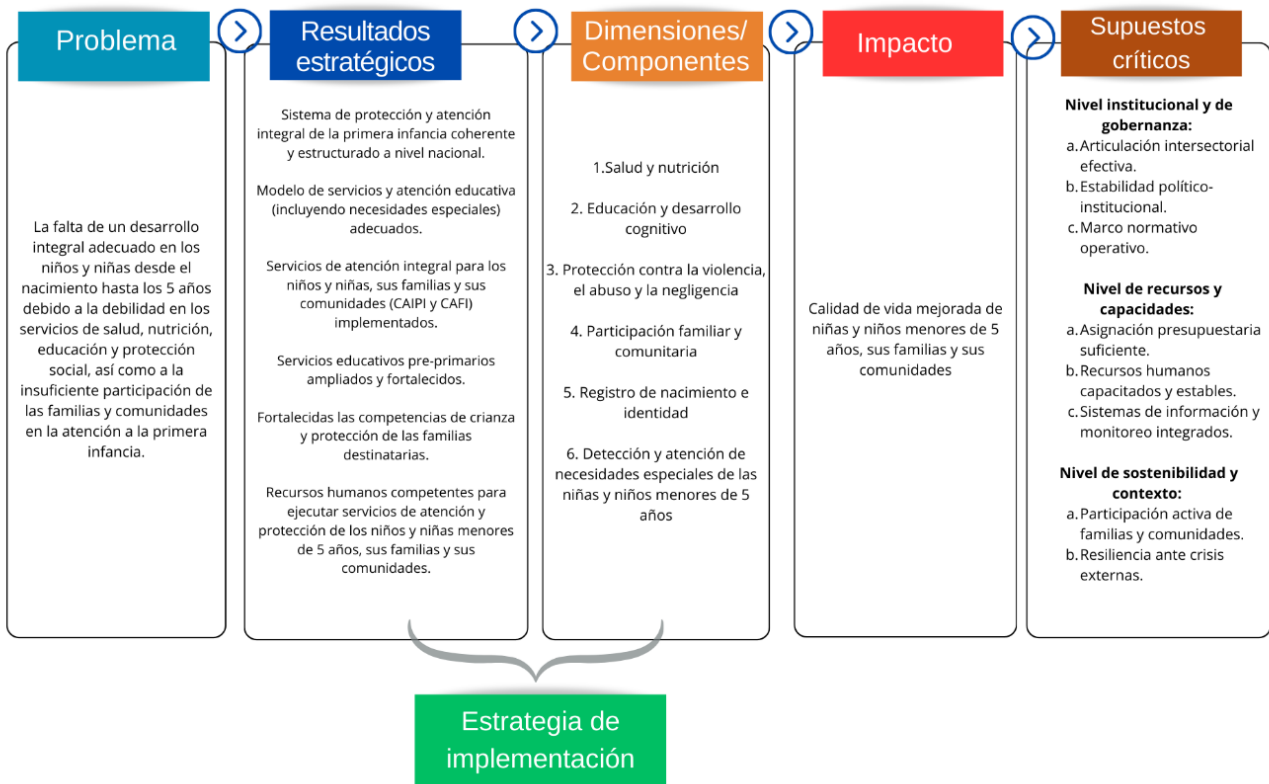 Problema
La falta de un desarrollo
integral adecuado en los
niños y niñas desde el
nacimiento hasta los 5 años
debido a la debilidad en los
servicios de salud, nutrición,
educación y protección
social, así como a la
insuficiente participación de
las familias y comunidades
en la atención a la primera
infancia.
Resultados
estratégicos
Sistema de protección y atención
integral de la primera infancia coherente
y estructurado a nivel nacional.
Modelo de servicios y atención educativa
(incluyendo necesidades especiales)
adecuados.
Servicios de atención integral para los
niños y niñas, sus familias y sus
comunidades (CAIPI y CAFI)
implementados.
Servicios educativos pre-primarios
ampliados y fortalecidos.
Fortalecidas las competencias de crianza
y protección de las familias
destinatarias.
Recursos humanos competentes para
ejecutar servicios de atención y
protección de los niños y niñas menores
de 5 años, sus familias y sus
comunidades.
Dimensiones/
Componentes
1.Salud y nutrición
2. Educación y desarrollo
cognitivo
3. Protección contra la violencia,
el abuso y la negligencia
4. Participación familiar y
comunitaria
5. Registro de nacimiento e
identidad
6. Detección y atención de
necesidades especiales de las
niñas y niños menores de 5
años
Impacto
Calidad de vida mejorada de
niñas y niños menores de 5
años, sus familias y sus
comunidades
Supuestos
críticos
Nivel institucional y de
gobernanza:
a. Articulación intersectorial
efectiva.
b. Estabilidad político-
institucional.
c. Marco normativo
operativo.
Nivel de recursos y
capacidades:
a. Asignación presupuestaria
suficiente.
b. Recursos humanos
capacitados y estables.
c. Sistemas de información y
monitoreo integrados.
Nivel de sostenibilidad y
contexto:
a. Participación activa de
familias y comunidades.
b. Resiliencia ante crisis
externas.
Estrategia de
implementación